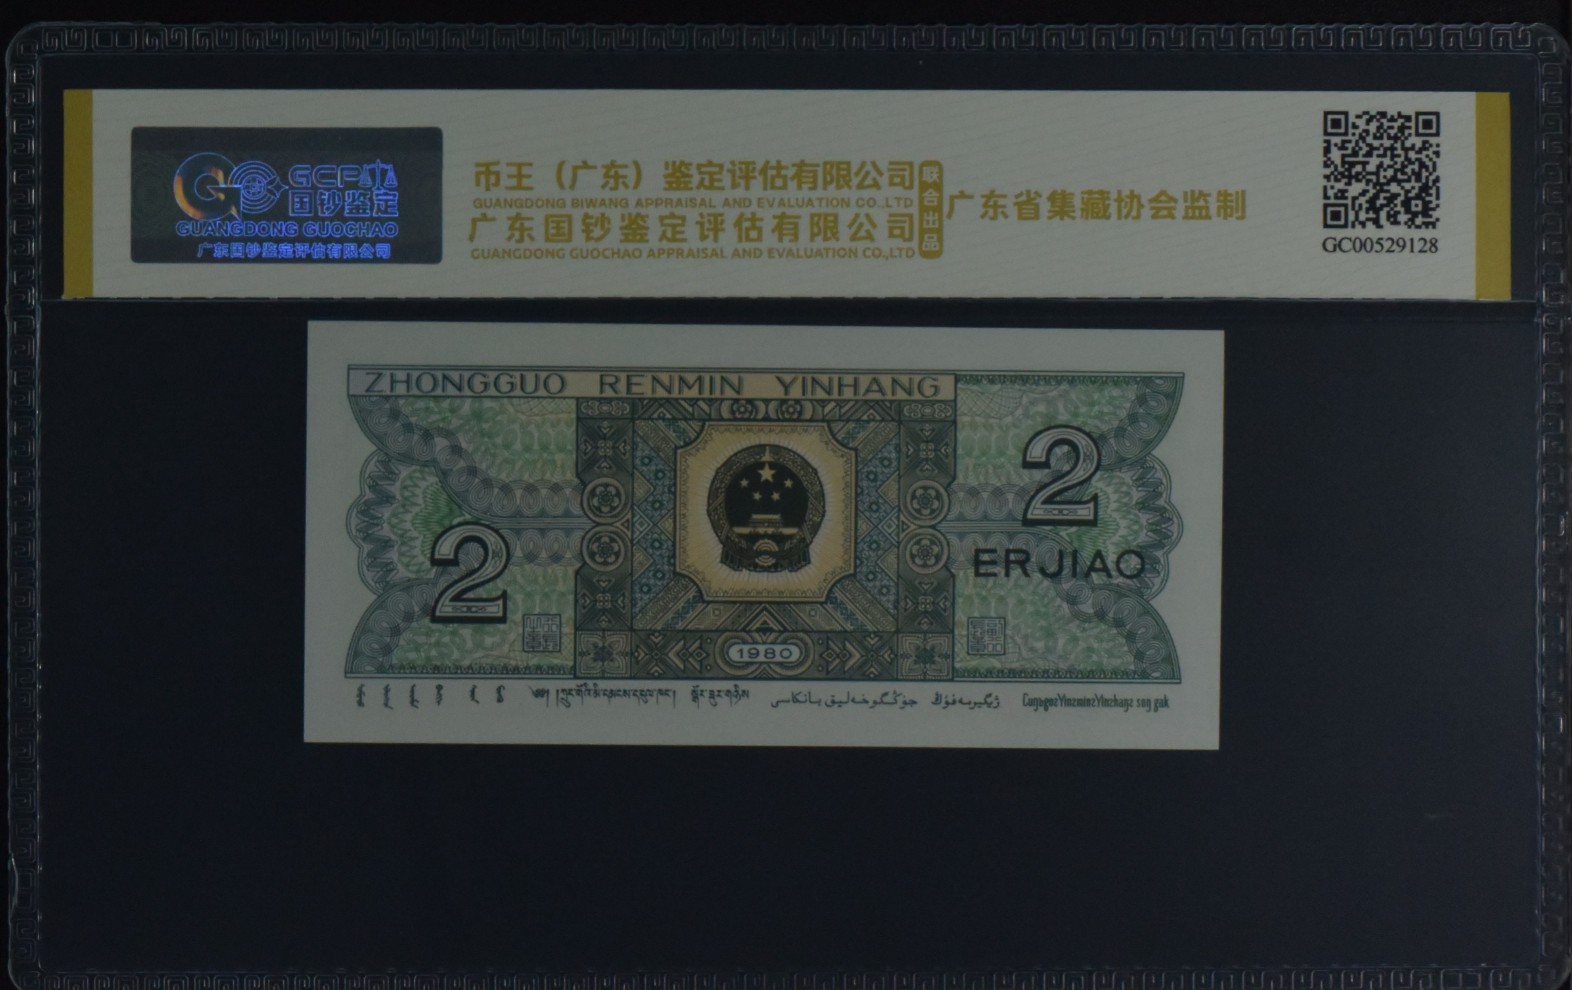 GCP
国钞鉴定
GUANGDONG GUOCHAO
广东国钞鉴定评估有限公司
币王（广东）鉴定评估有限公司
GUANGDONG BIWANG APPRAISAL AND EVALUATION CO.,LTD
广东国钞鉴定评估有限公司
GUANGDONG GUOCHAO APPRAISAL AND EVALUATION CO.,LTD
联合出品
广东省集藏协会监制
GC00529128
ZHONGGUO RENMIN YINHANG
2
ERJIAO
2
1980
جۇڭگو خەلىق بانكاسى